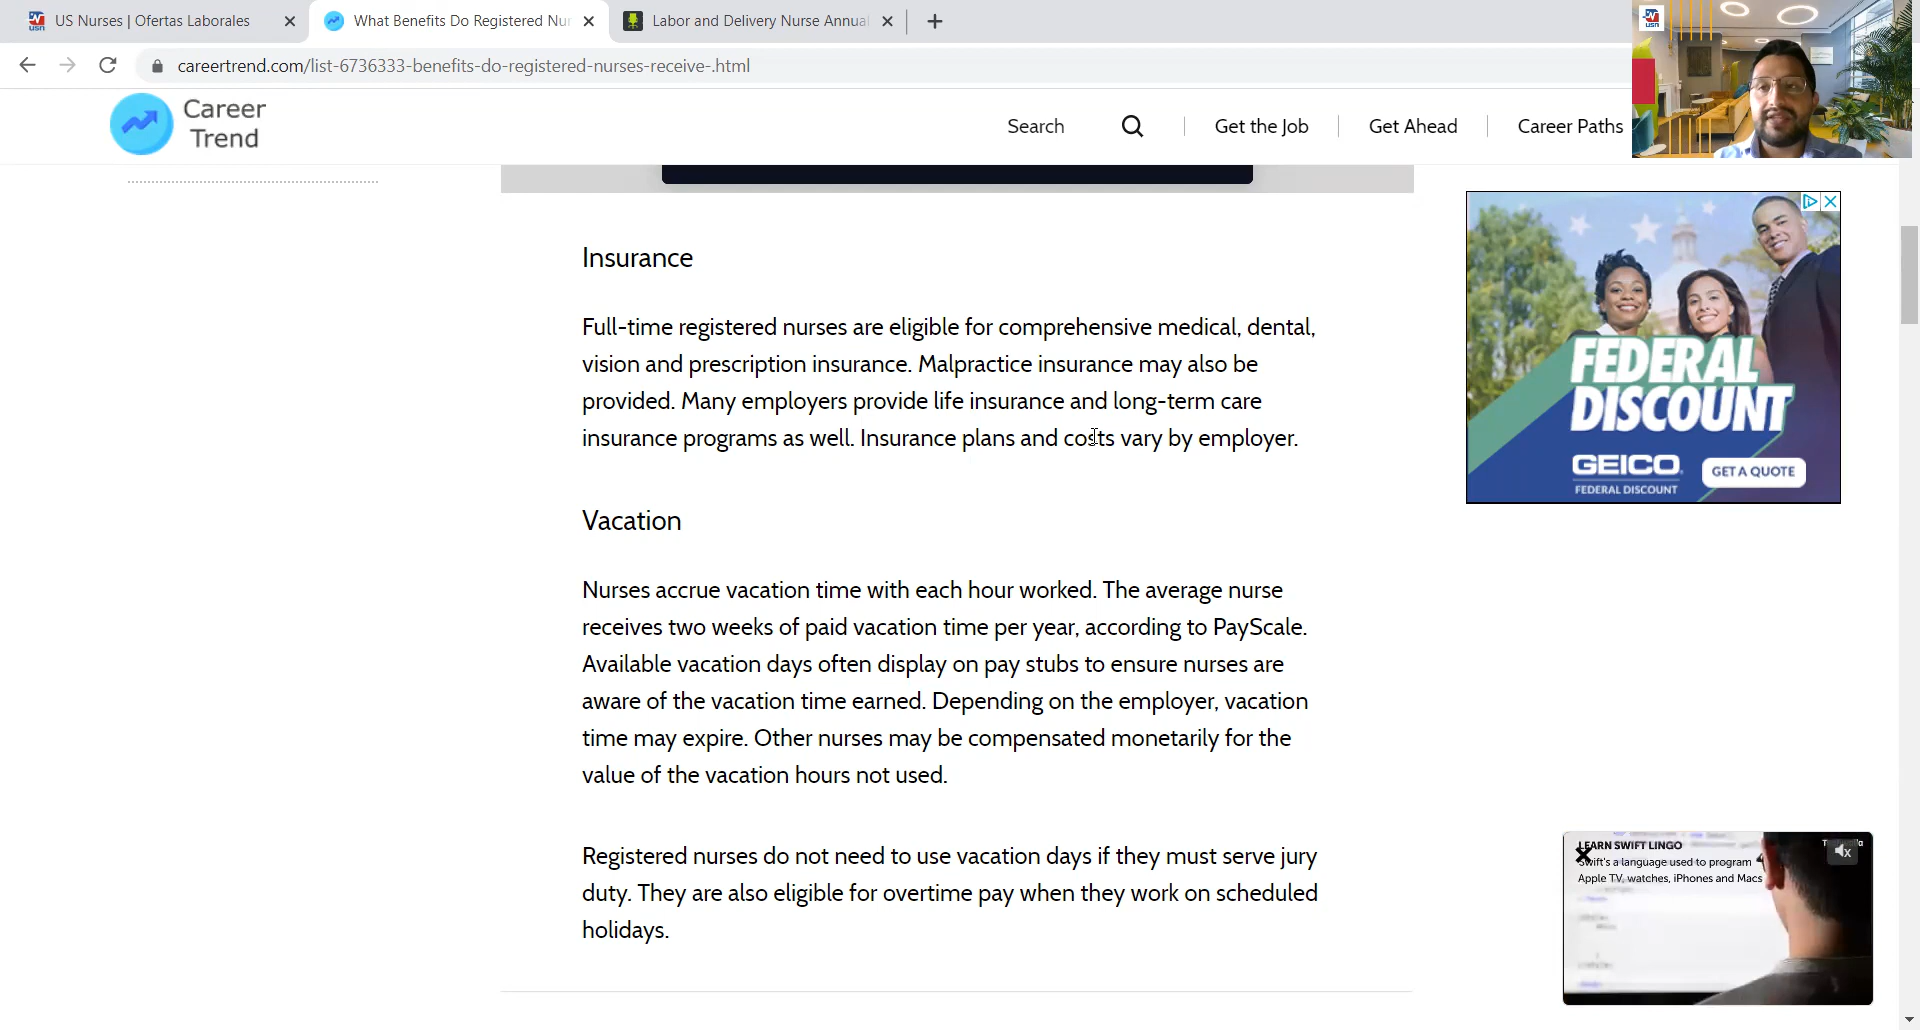 US Nurses | Ofertas Laborales
What Benefits Do Registered Nur
Labor and Delivery Nurse Annual
careertrend.com/list-6736333-benefits-do-registered-nurses-receive-.html
usn
Career
Trend
Search
Get the Job
Get Ahead
Career Paths
Insurance
Full-time registered nurses are eligible for comprehensive medical, dental,
vision and prescription insurance. Malpractice insurance may also be
provided. Many employers provide life insurance and long-term care
insurance programs as well. Insurance plans and costs vary by employer.
Vacation
Nurses accrue vacation time with each hour worked. The average nurse
receives two weeks of paid vacation time per year, according to PayScale.
Available vacation days often display on pay stubs to ensure nurses are
aware of the vacation time earned. Depending on the employer, vacation
time may expire. Other nurses may be compensated monetarily for the
value of the vacation hours not used.
Registered nurses do not need to use vacation days if they must serve jury
duty. They are also eligible for overtime pay when they work on scheduled
holidays.
FEDERAL
DISCOUNT
GEICO
FEDERAL DISCOUNT
GET A QUOTE
LEARN SWIFT LINGO
Swift's a language used to program
Apple TV, watches, iPhones and Macs